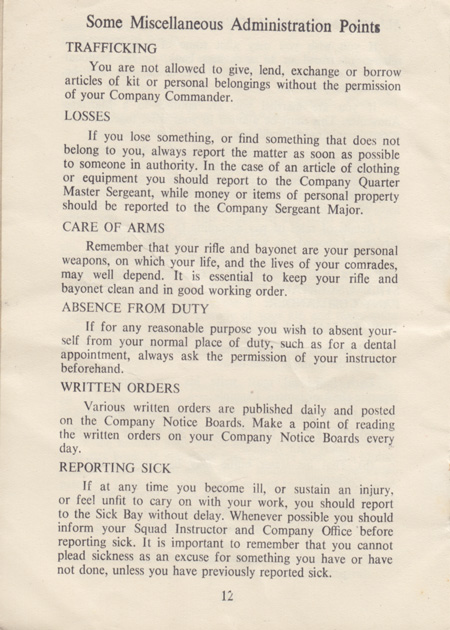 Some Miscellaneous Administration Points
TRAFFICKING
You are not allowed to give, lend, exchange or borrow
articles of kit or personal belongings without the permission
of your Company Commander.
LOSSES
If you lose something, or find something that does not
belong to you, always report the matter as soon as possible
to someone in authority. In the case of an article of clothing
or equipment you should report to the Company Quarter
Master Sergeant, while money or items of personal property
should be reported to the Company Sergeant Major.
CARE OF ARMS
Remember that your rifle and bayonet are your personal
weapons, on which your life, and the lives of your comrades,
may well depend. It is essential to keep your rifle and
bayonet clean and in good working order.
ABSENCE FROM DUTY
If for any reasonable purpose you wish to absent your-
self from your normal place of duty, such as for a dental
appointment, always ask the permission of your instructor
beforehand.
WRITTEN ORDERS
Various written orders are published daily and posted
on the Company Notice Boards. Make a point of reading
the written orders on your Company Notice Boards every
day.
REPORTING SICK
If at any time you become ill, or sustain an injury,
or feel unfit to cary on with your work, you should report
to the Sick Bay without delay. Whenever possible you should
inform your Squad Instructor and Company Office before
reporting sick. It is important to remember that you cannot
plead sickness as an excuse for something you have or have
not done, unless you have previously reported sick.
12